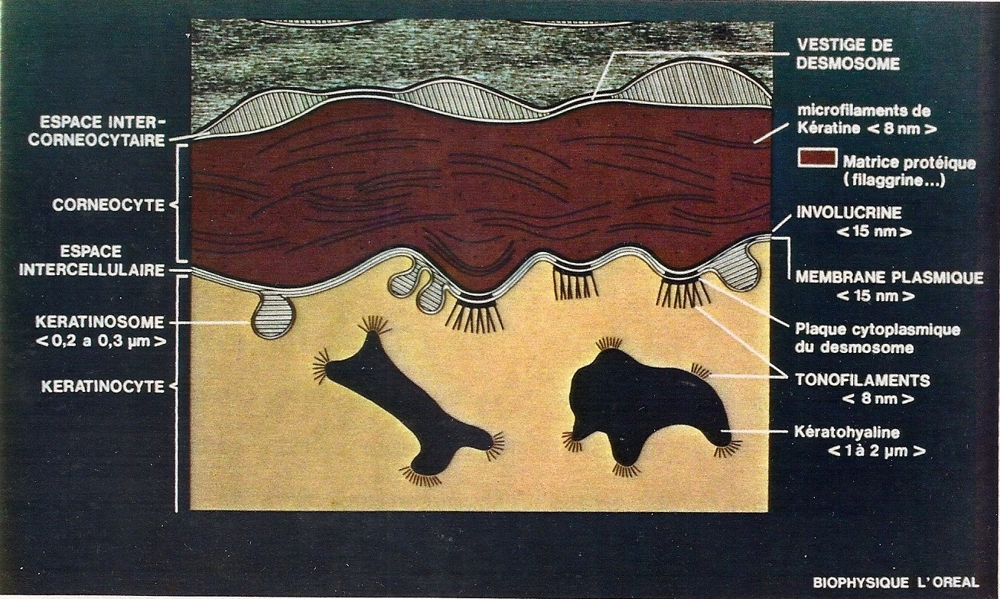 ESPACE INTER-
CORNEOCYTAIRE
CORNEOCYTE
ESPACE
INTERCELLULAIRE
KERATINOSOME
< 0,2 a 0,3 µm >
KERATINOCYTE
VESTIGE DE
DESMOSOME
microfilaments de
Kératine < 8 nm >
Matrice protéique
(filaggrine...)
INVOLUCRINE
< 15 nm >
MEMBRANE PLASMIQUE
< 15 nm >
Plaque cytoplasmique
du desmosome
TONOFILAMENTS
< 8 nm >
Kératohyaline
< 1 à 2 µm >
BIOPHYSIQUE L'OREAL